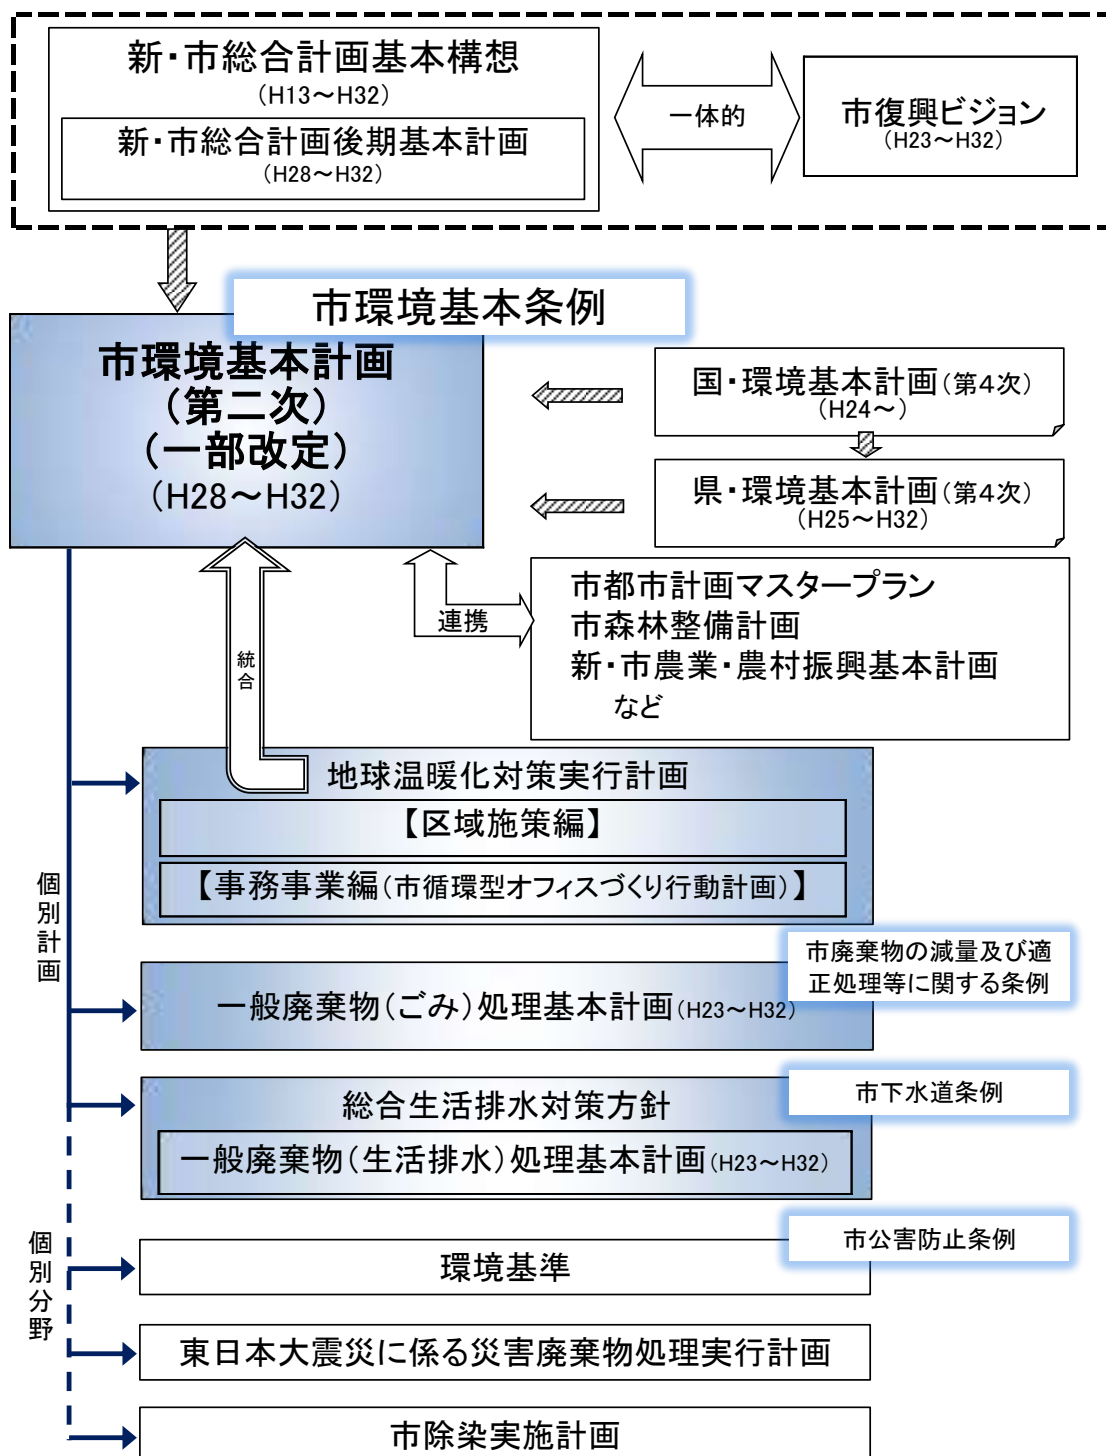 新・市総合計画基本構想
（H13～H32）
新・市総合計画後期基本計画
（H28～H32）
一体的
市復興ビジョン
（H23～H32）
市環境基本条例
市環境基本計画
（第二次）
（一部改定）
（H28～H32）
国・環境基本計画（第４次）
（H24～）
県・環境基本計画（第４次）
（H25～H32）
連携
市都市計画マスタープラン
市森林整備計画
新・市農業・農村振興基本計画
など
統合
地球温暖化対策実行計画
【区域施策編】
【事務事業編（市循環型オフィスづくり行動計画）】
個別計画
市廃棄物の減量及び適
正処理等に関する条例
一般廃棄物（ごみ）処理基本計画（H23～H32）
市下水道条例
総合生活排水対策方針
一般廃棄物（生活排水）処理基本計画（H23～H32）
個別分野
市公害防止条例
環境基準
東日本大震災に係る災害廃棄物処理実行計画
市除染実施計画